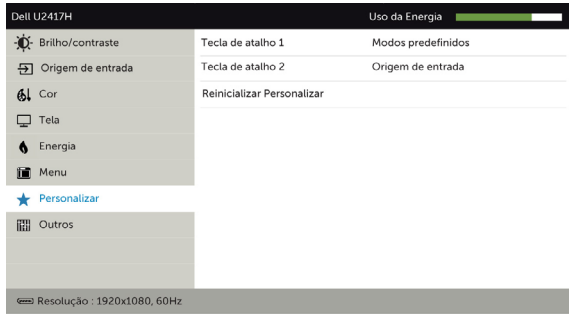 Dell U2417H Uso da Energia
Brilho/contraste Tecla de atalho 1 Modos predefinidos
Origem de entrada Tecla de atalho 2 Origem de entrada
Cor Reinicializar Personalizar
Tela
Energia
Menu
Personalizar
Outros
Resolução : 1920x1080, 60Hz